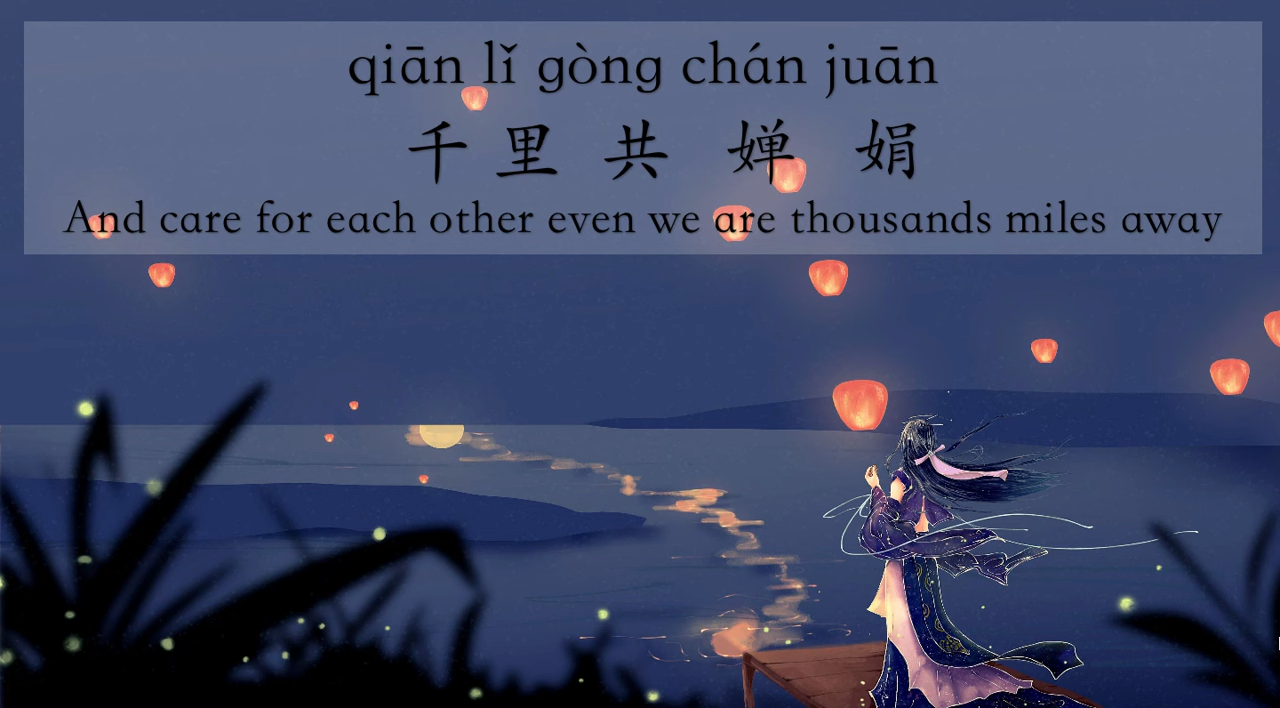 qiān lǐ gòng chán juān
千里共婵娟
And care for each other even we are thousands miles away